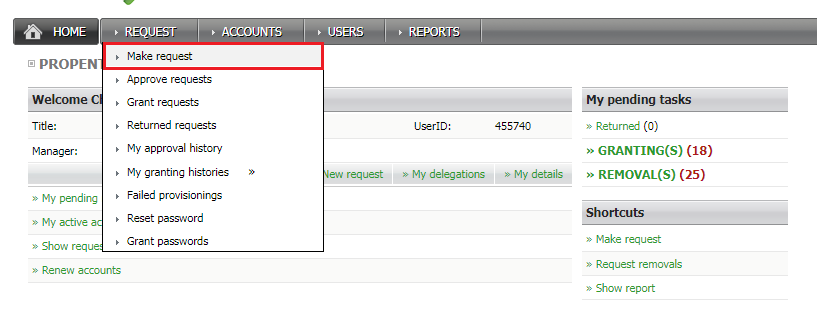 HOME REQUEST ACCOUNTS USERS REPORTS
Make request
Approve requests
Grant requests
Returned requests
My approval history
My granting histories »
Failed provisionings
Reset password
Grant passwords
PROPEN
Welcome
Title: UserID: 455740
Manager:
New request » My delegations » My details
» My pending
» My active
» Show
» Renew accounts
My pending tasks
» Returned (0)
» GRANTING(S) (18)
» REMOVAL(S) (25)
Shortcuts
» Make request
» Request removals
» Show report